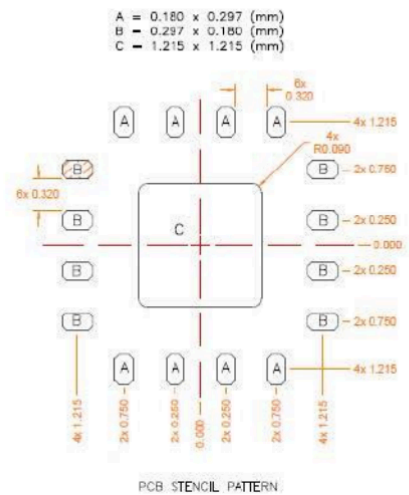 A = 0.180 x 0.297 (mm)
B = 0.297 x 0.180 (mm)
C = 1.215 x 1.215 (mm)
6x
0.320
A A A A
4x 1.215
4x
R0.090
B
B
2x 0.750
6x 0.320
B
B
2x 0.250
C
0.000
B
B
2x 0.250
B
B
2x 0.750
A A A A
4x 1.215
4x 1.215
2x 0.750
2x 0.250
0.000
2x 0.250
2x 0.750
4x 1.215
PCB STENCIL PATTERN